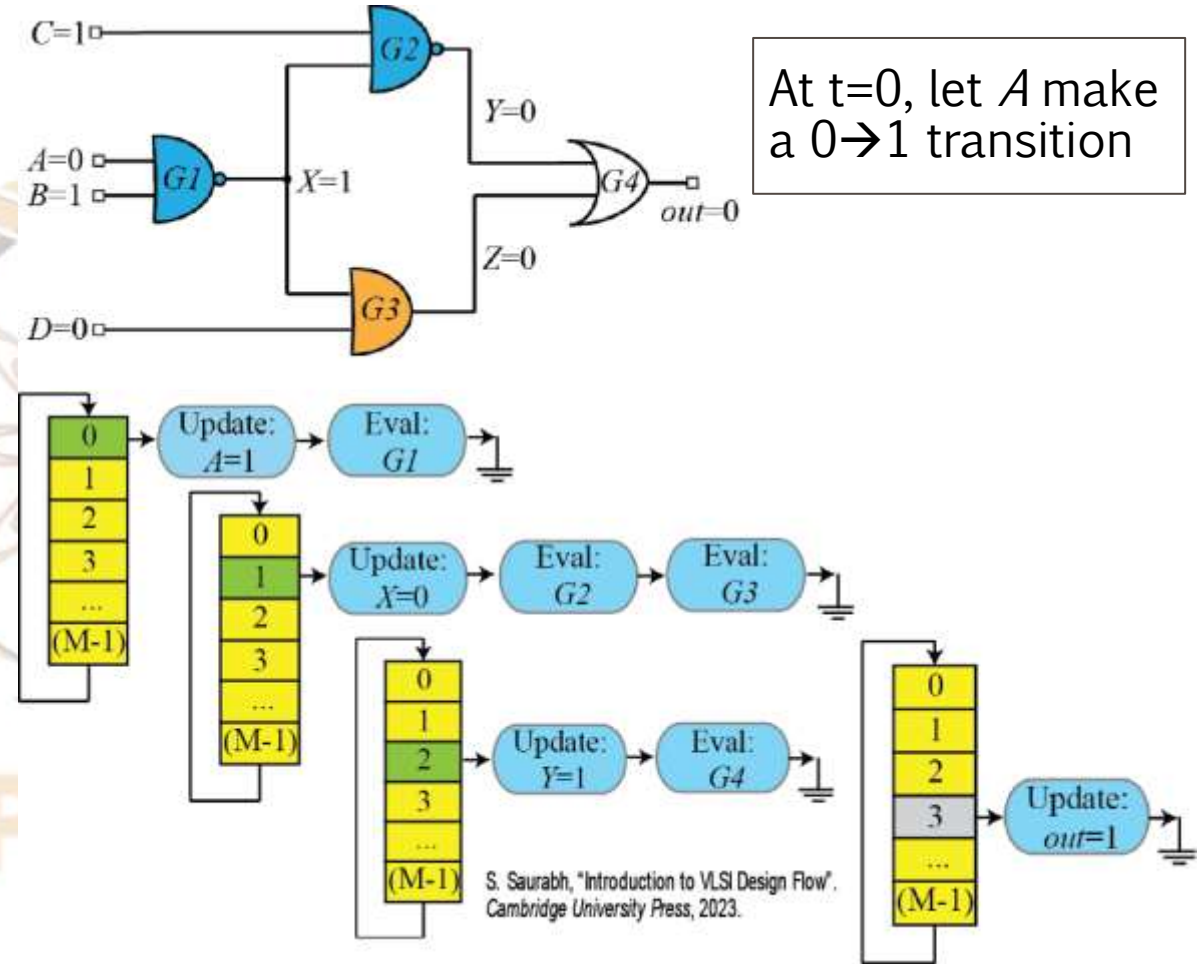 C=1
G2
At t=0, let A make
a 0→1 transition
Y=0
A=0
B=1
G1
X=1
G4
out=0
Z=0
G3
D=0
0
1
2
3
...
(M-1)
Update:
A=1
Eval:
G1
0
1
2
3
...
(M-1)
Update:
X=0
Eval:
G2
Eval:
G3
0
1
2
3
...
(M-1)
Update:
Y=1
Eval:
G4
0
1
2
3
...
(M-1)
Update:
out=1
S. Saurabh, "Introduction to VLSI Design Flow".
Cambridge University Press, 2023.